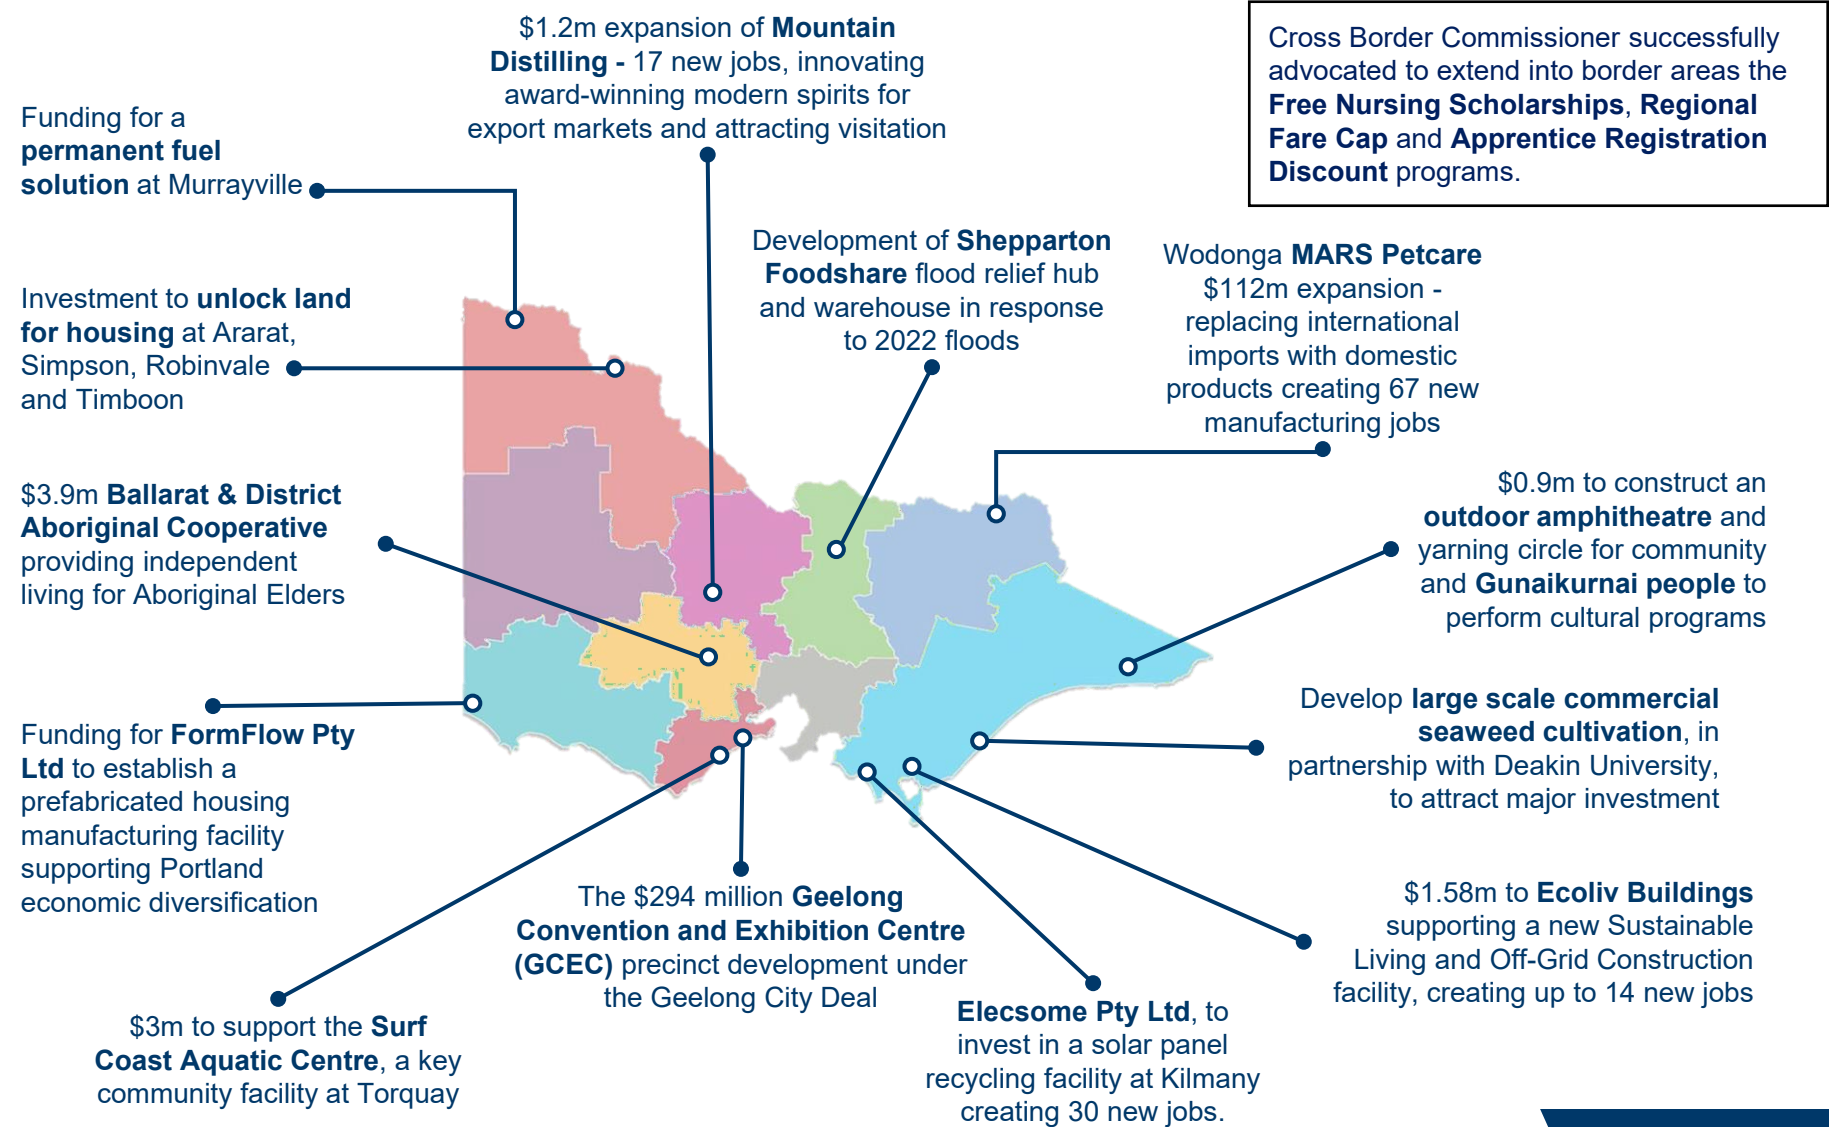 $1.2m expansion of Mountain
Distilling - 17 new jobs, innovating
award-winning modern spirits for
export markets and attracting visitation
Cross Border Commissioner successfully
advocated to extend into border areas the
Free Nursing Scholarships, Regional
Fare Cap and Apprentice Registration
Discount programs.
Funding for a
permanent fuel
solution at Murrayville
Development of Shepparton
Foodshare flood relief hub
and warehouse in response
to 2022 floods
Wodonga MARS Petcare
$112m expansion -
replacing international
imports with domestic
products creating 67 new
manufacturing jobs
Investment to unlock land
for housing at Ararat,
Simpson, Robinvale
and Timboon
$3.9m Ballarat & District
Aboriginal Cooperative
providing independent
living for Aboriginal Elders
$0.9m to construct an
outdoor amphitheatre and
yarning circle for community
and Gunaikurnai people to
perform cultural programs
Develop large scale commercial
seaweed cultivation, in
partnership with Deakin University,
to attract major investment
Funding for FormFlow Pty
Ltd to establish a
prefabricated housing
manufacturing facility
supporting Portland
economic diversification
The $294 million Geelong
Convention and Exhibition Centre
(GCEC) precinct development under
the Geelong City Deal
$1.58m to Ecoliv Buildings
supporting a new Sustainable
Living and Off-Grid Construction
facility, creating up to 14 new jobs
$3m to support the Surf
Coast Aquatic Centre, a key
community facility at Torquay
Elecsome Pty Ltd, to
invest in a solar panel
recycling facility at Kilmany
creating 30 new jobs.